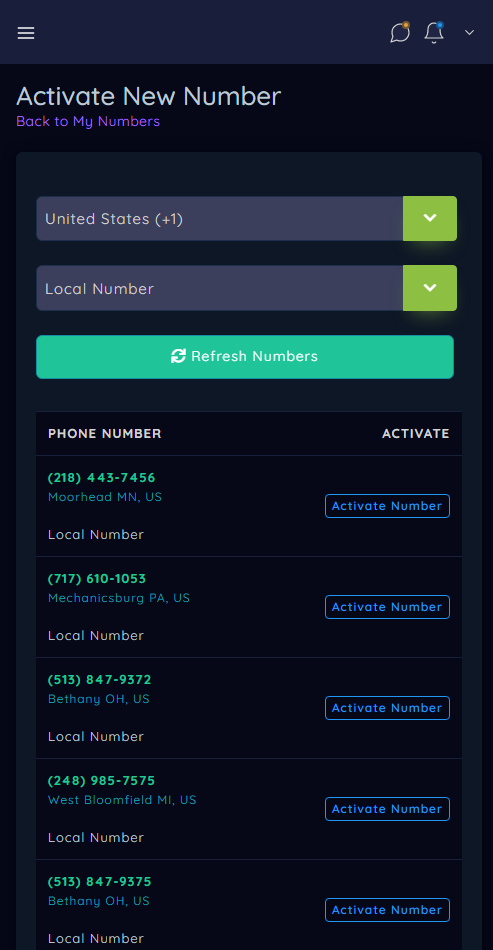 Activate New Number
Back to My Numbers
United States (+1)
Local Number
Refresh Numbers
PHONE NUMBER ACTIVATE
(218) 443-7456
Moorhead MN, US
Activate Number
Local Number
(717) 610-1053
Mechanicsburg PA, US
Activate Number
Local Number
(513) 847-9372
Bethany OH, US
Activate Number
Local Number
(248) 985-7575
West Bloomfield MI, US
Activate Number
Local Number
(513) 847-9375
Bethany OH, US
Activate Number
Local Number